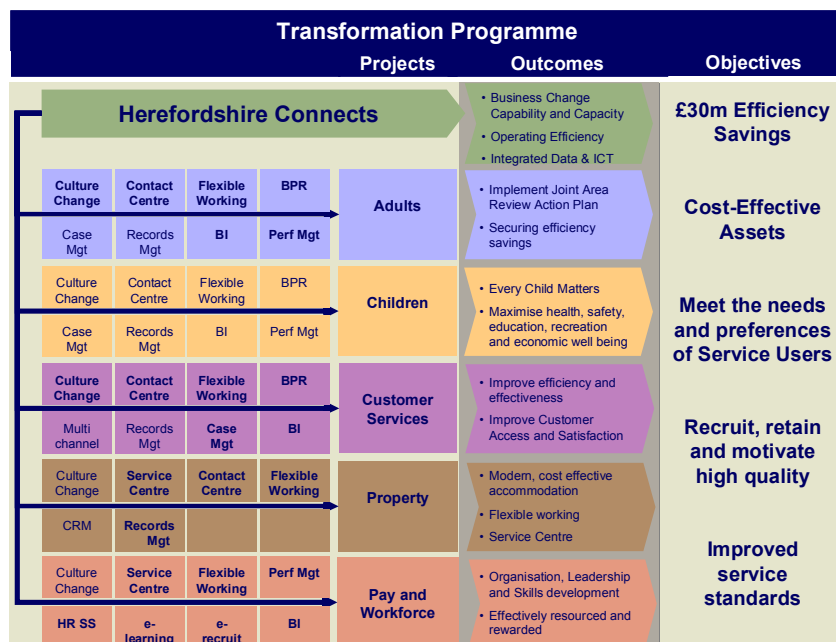 Transformation Programme
Projects
Outcomes
Objectives
Herefordshire Connects
• Business Change
Capability and Capacity
• Operating Efficiency
• Integrated Data & ICT
£30m Efficiency
Savings
Culture
Change
Contact
Centre
Flexible
Working
BPR
Case
Mgt
Records
Mgt
BI
Perf Mgt
Adults
• Implement Joint Area
Review Action Plan
• Securing efficiency
savings
Cost-Effective
Assets
Culture
Change
Contact
Centre
Flexible
Working
BPR
Case
Mgt
Records
Mgt
BI
Perf Mgt
Children
• Every Child Matters
• Maximise health, safety,
education, recreation
and economic well being
Meet the needs
and preferences
of Service Users
Culture
Change
Contact
Centre
Flexible
Working
BPR
Multi
channel
Records
Mgt
Case
Mgt
BI
Customer
Services
• Improve efficiency and
effectiveness
• Improve Customer
Access and Satisfaction
Recruit, retain
and motivate
high quality
Culture
Change
Service
Centre
Contact
Centre
Flexible
Working
CRM
Records
Mgt
Property
• Modern, cost effective
accommodation
• Flexible working
• Service Centre
Improved
service
standards
Culture
Change
Service
Centre
Flexible
Working
Perf Mgt
HR SS
e-
learning
e-
recruit
BI
Pay and
Workforce
• Organisation, Leadership
and Skills development
• Effectively resourced and
rewarded